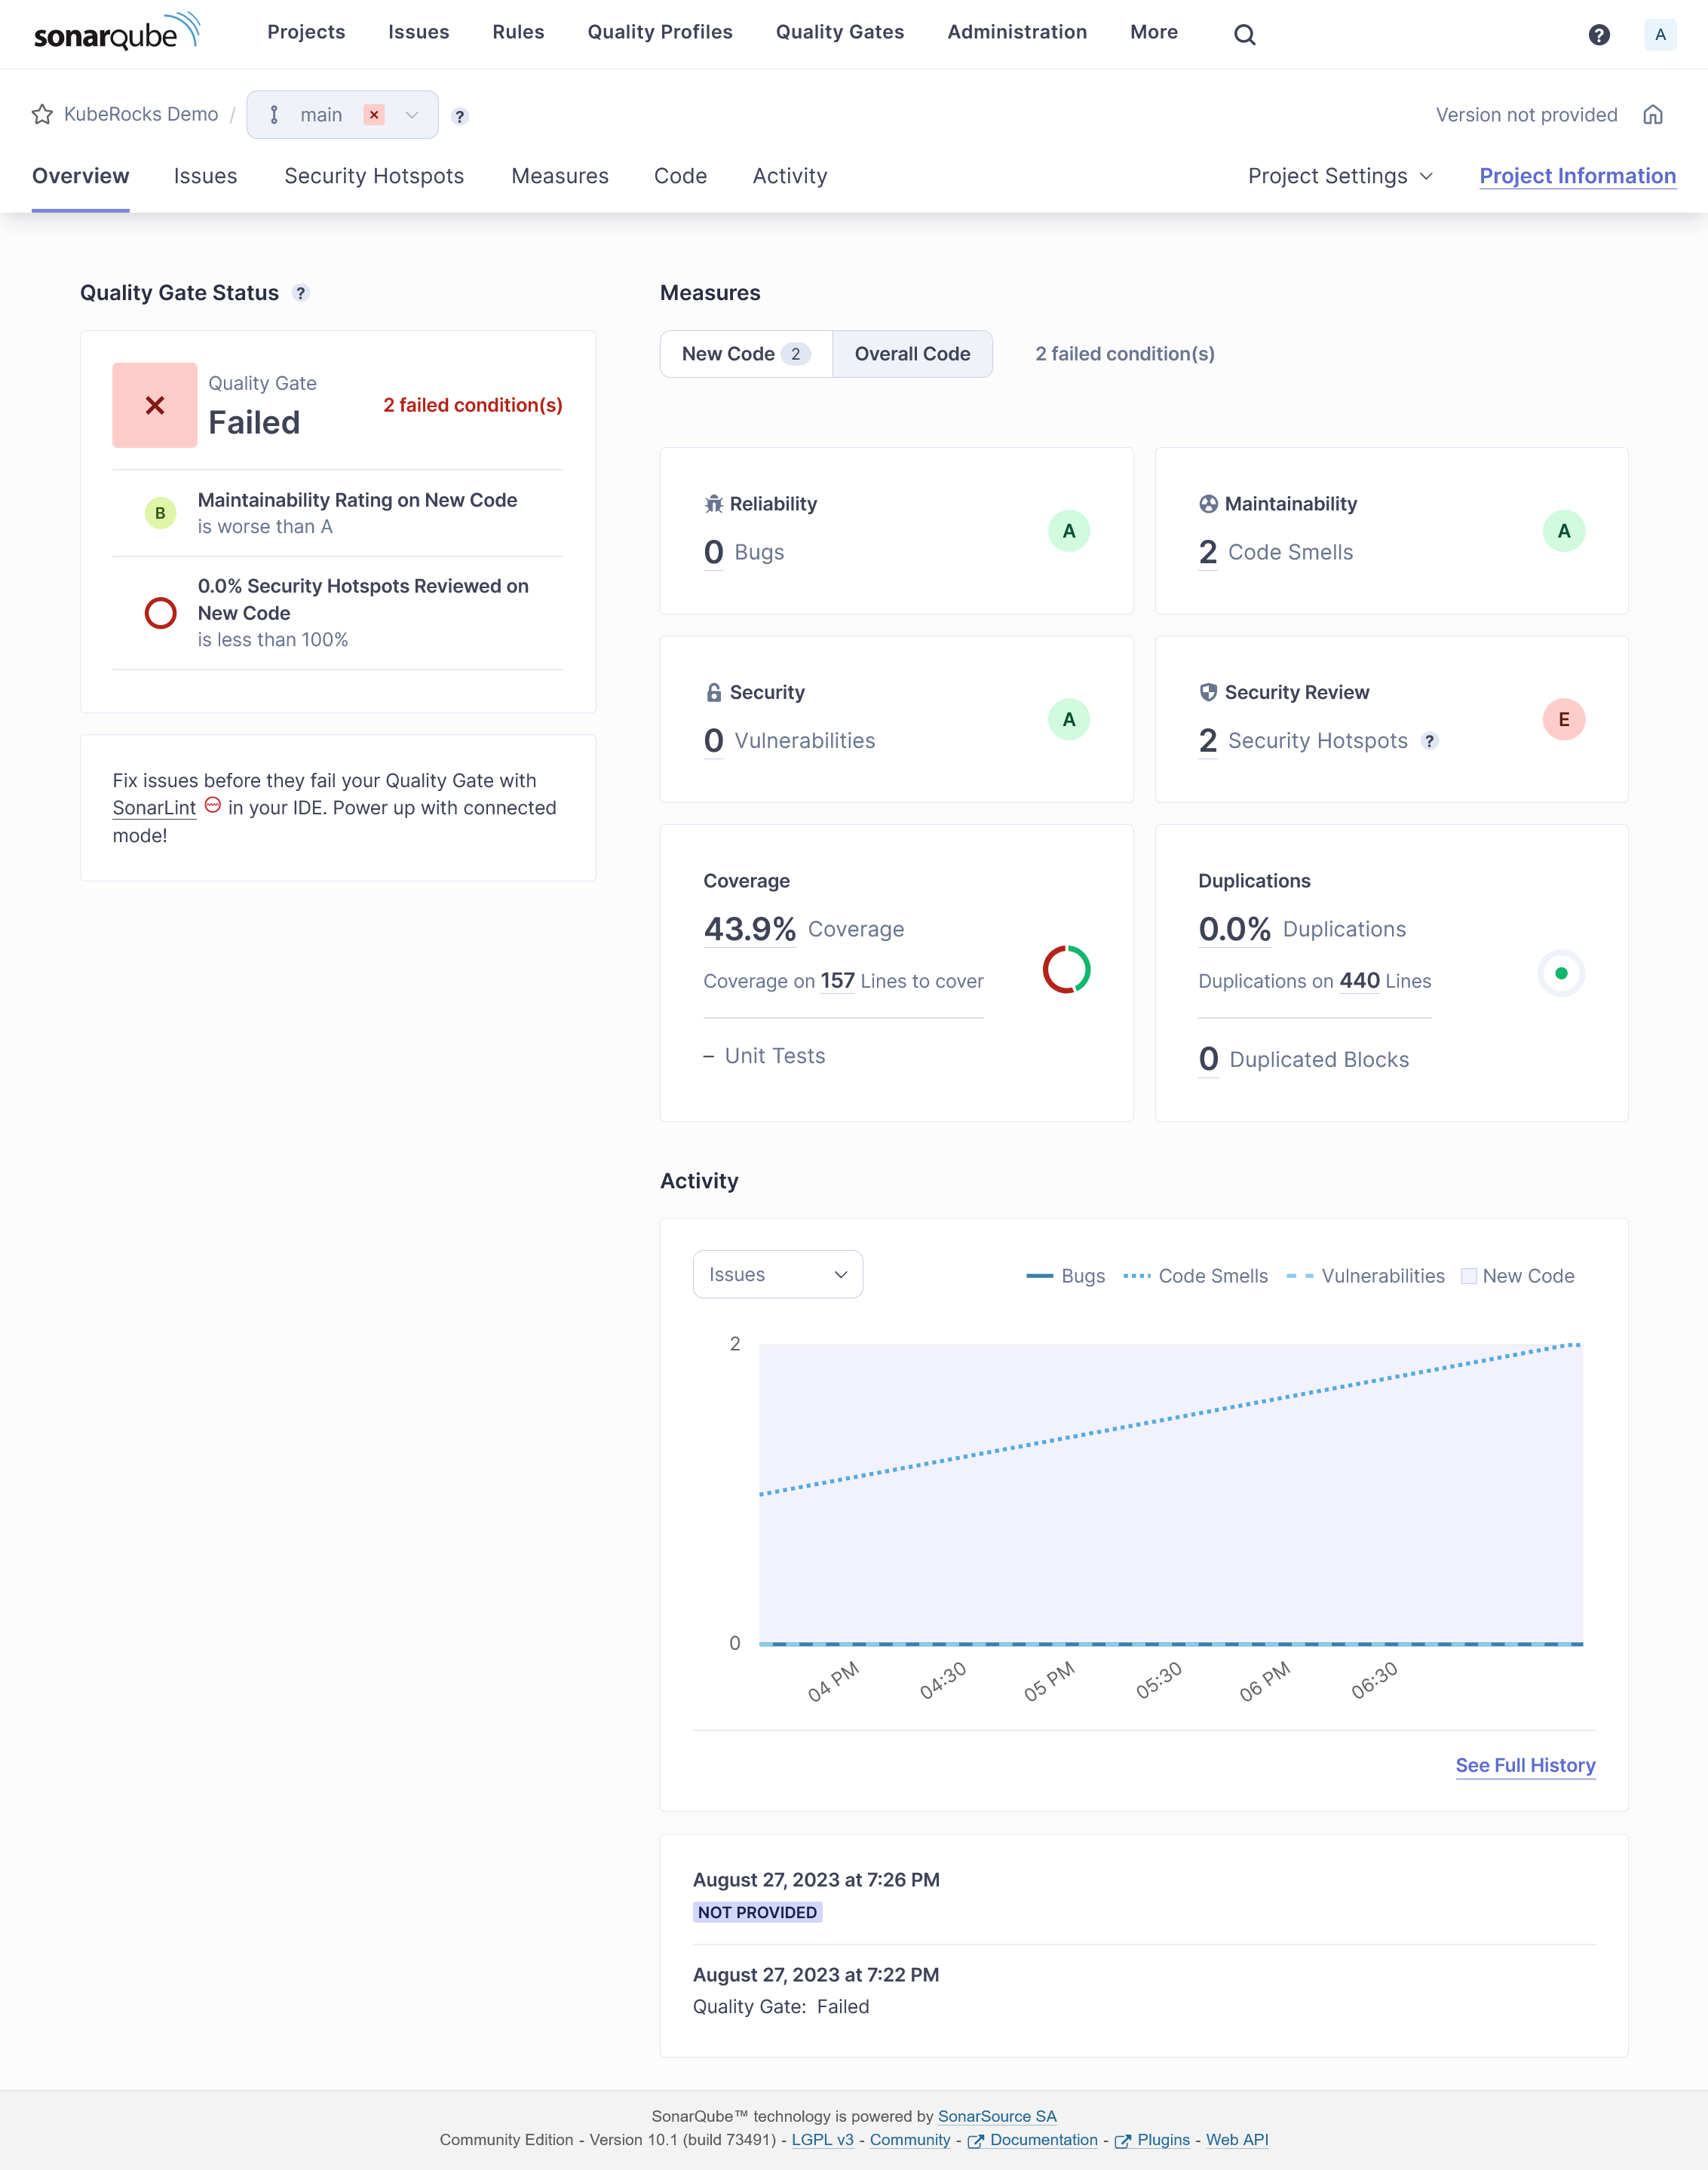 sonarqube
Projects Issues Rules Quality Profiles Quality Gates Administration More ? A
KubeRocks Demo / main ?
Version not provided
Overview Issues Security Hotspots Measures Code Activity Project Settings Project Information
Quality Gate Status ?
Quality Gate
Failed
2 failed condition(s)
B
Maintainability Rating on New Code
is worse than A
0.0% Security Hotspots Reviewed on
New Code
is less than 100%
Fix issues before they fail your Quality Gate with
SonarLint in your IDE. Power up with connected
mode!
Measures
New Code 2 Overall Code 2 failed condition(s)
Reliability
0 Bugs
A
Maintainability
2 Code Smells
A
Security
0 Vulnerabilities
A
Security Review
2 Security Hotspots ?
E
Coverage
43.9% Coverage
Coverage on 157 Lines to cover
– Unit Tests
Duplications
0.0% Duplications
Duplications on 440 Lines
0 Duplicated Blocks
Activity
Issues
Bugs Code Smells Vulnerabilities New Code
2
0
04 PM 04:30 05 PM 05:30 06 PM 06:30
See Full History
August 27, 2023 at 7:26 PM
NOT PROVIDED
August 27, 2023 at 7:22 PM
Quality Gate: Failed
SonarQube™ technology is powered by SonarSource SA
Community Edition - Version 10.1 (build 73491) - LGPL v3 - Community - Documentation - Plugins - Web API